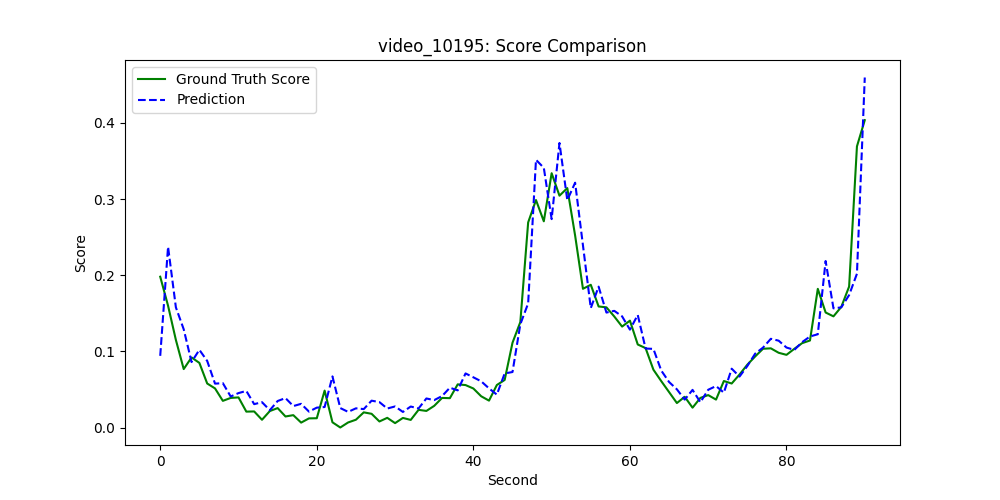 video_10195: Score Comparison
Ground Truth Score
Prediction
Score
0.4
0.3
0.2
0.1
0.0
0 20 40 60 80
Second